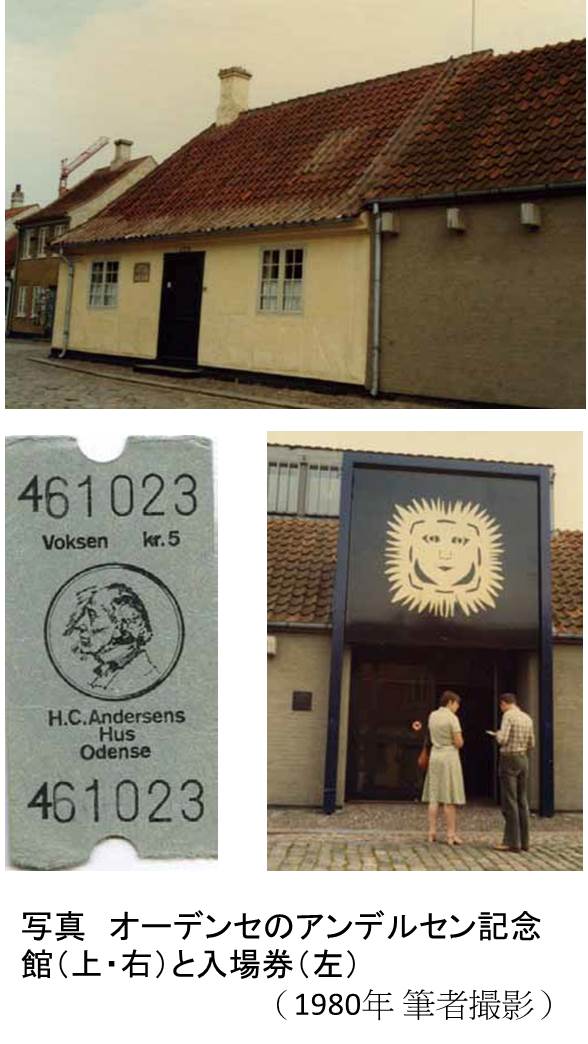 461023
Voksen kr.5
H.C.Andersens
Hus
Odense
461023
写真　オーデンセのアンデルセン記念
館（上・右）と入場券（左）
（1980年 筆者撮影）